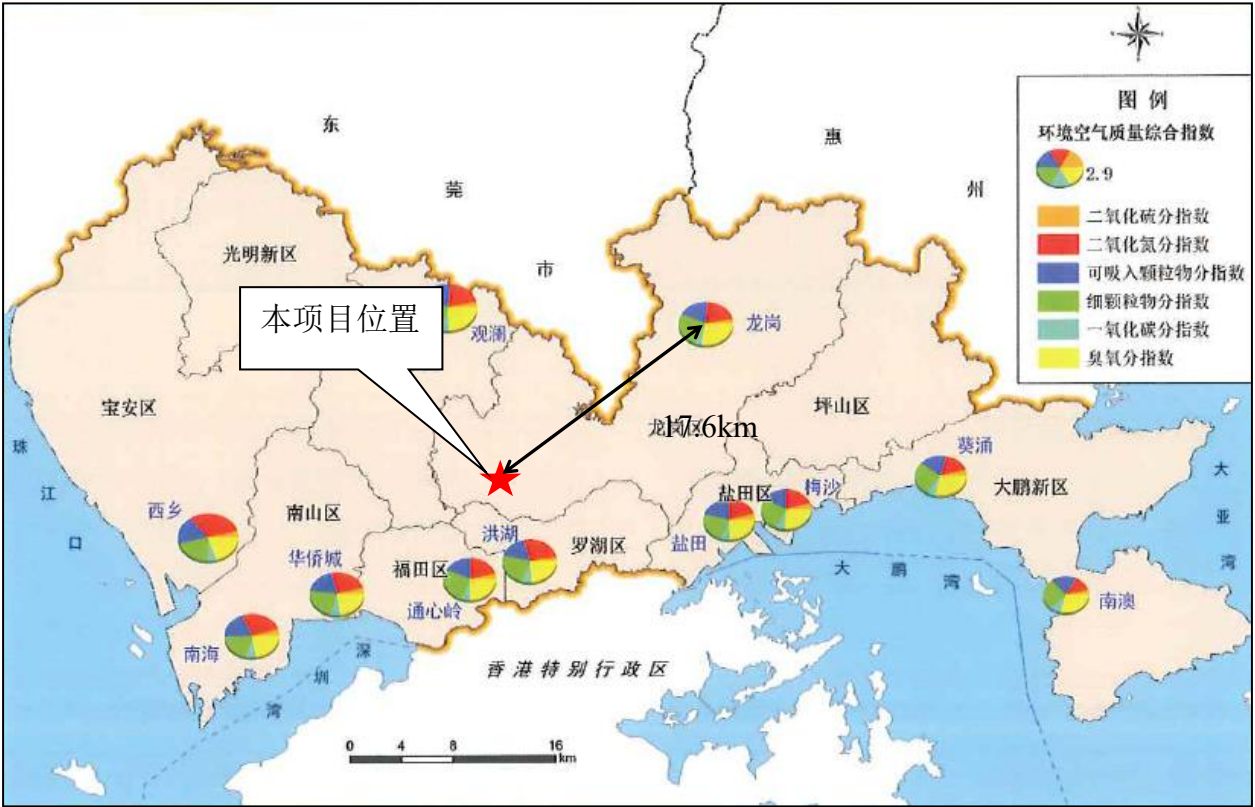 图 例
环境空气质量综合指数
2.9
二氧化硫分指数
二氧化氮分指数
可吸入颗粒物分指数
细颗粒物分指数
一氧化碳分指数
臭氧分指数
东
莞
市
惠
州
光明新区
本项目位置
观澜
龙岗
宝安区
龙岗区
17.6km
坪山区
葵涌
大鹏新区
珠
江
口
大
亚
湾
西乡
南山区
华侨城
福田区
洪湖
罗湖区
盐田区
梅沙
盐田
通心岭
南海
南澳
大 鹏 湾
深
圳
湾
香港特别行政区
0 4 8 16
km